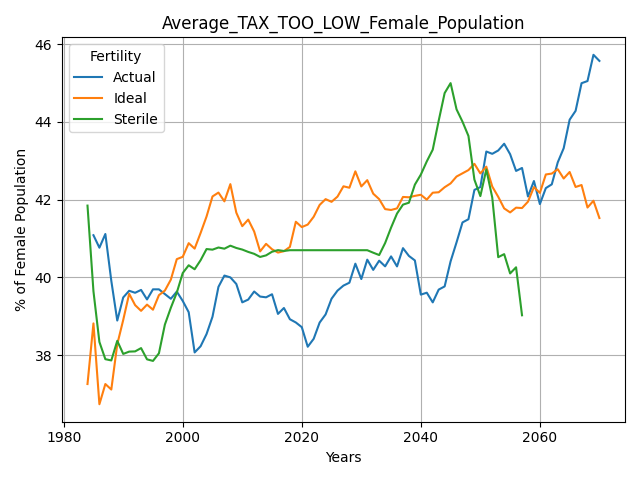 Average_TAX_TOO_LOW_Female_Population
46
44
42
40
38
% of Female Population
Fertility
Actual
Ideal
Sterile
1980
2000
2020
2040
2060
Years